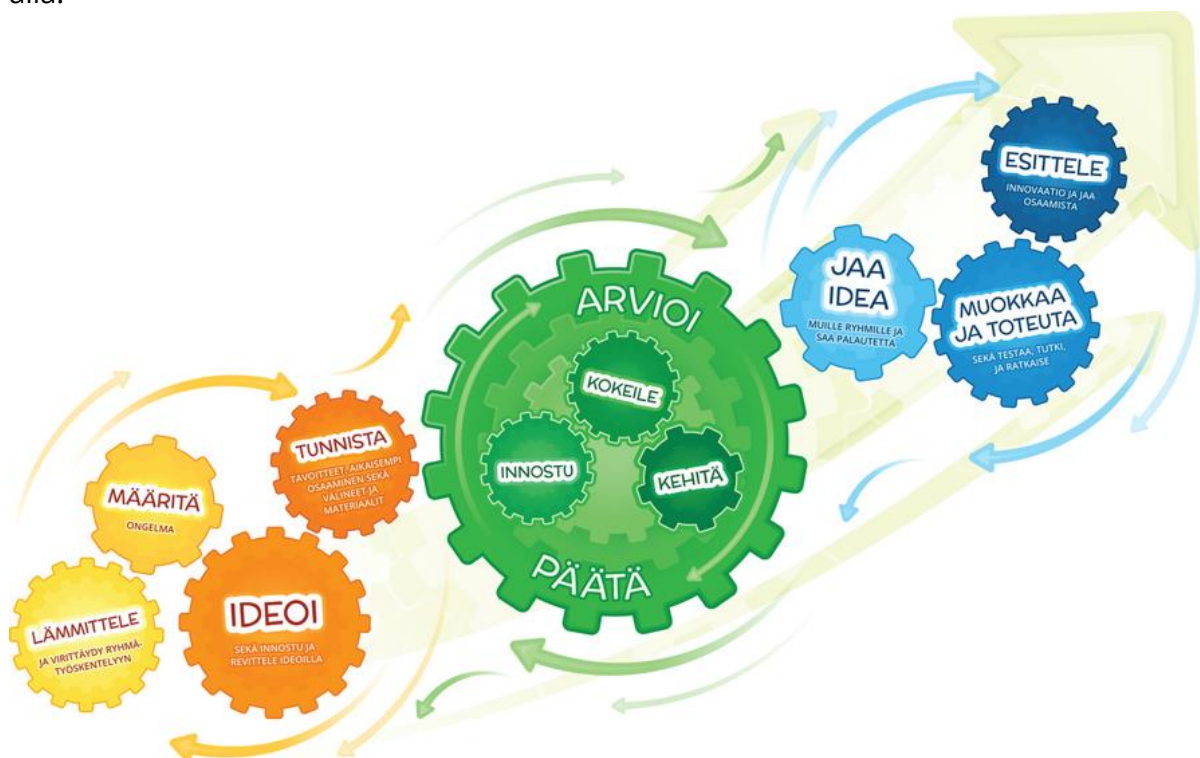 LÄMMITTELE
JA VIRITTÄYDY RYHMÄ-
TYÖSKENTELYYN
MÄÄRITÄ
ONGELMA
IDEOI
SEKÄ INNOSTU JA
REVITTELE IDEOILLA
TUNNISTA
TAVOITTEET, AIKAISEMPI
OSAAMINEN SEKÄ
VÄLINEET JA
MATERIAALIT
ARVIOI
KOKEILE
INNOSTU
KEHITÄ
PÄÄTÄ
JAA
IDEA
MUILLE RYHMILLE JA
SAA PALAUTETTA
MUOKKAA
JA TOTEUTA
SEKÄ TESTAA, TUTKI,
JA RATKAISE
ESITTELE
INNOVAATIO JA JAA
OSAAMISTA